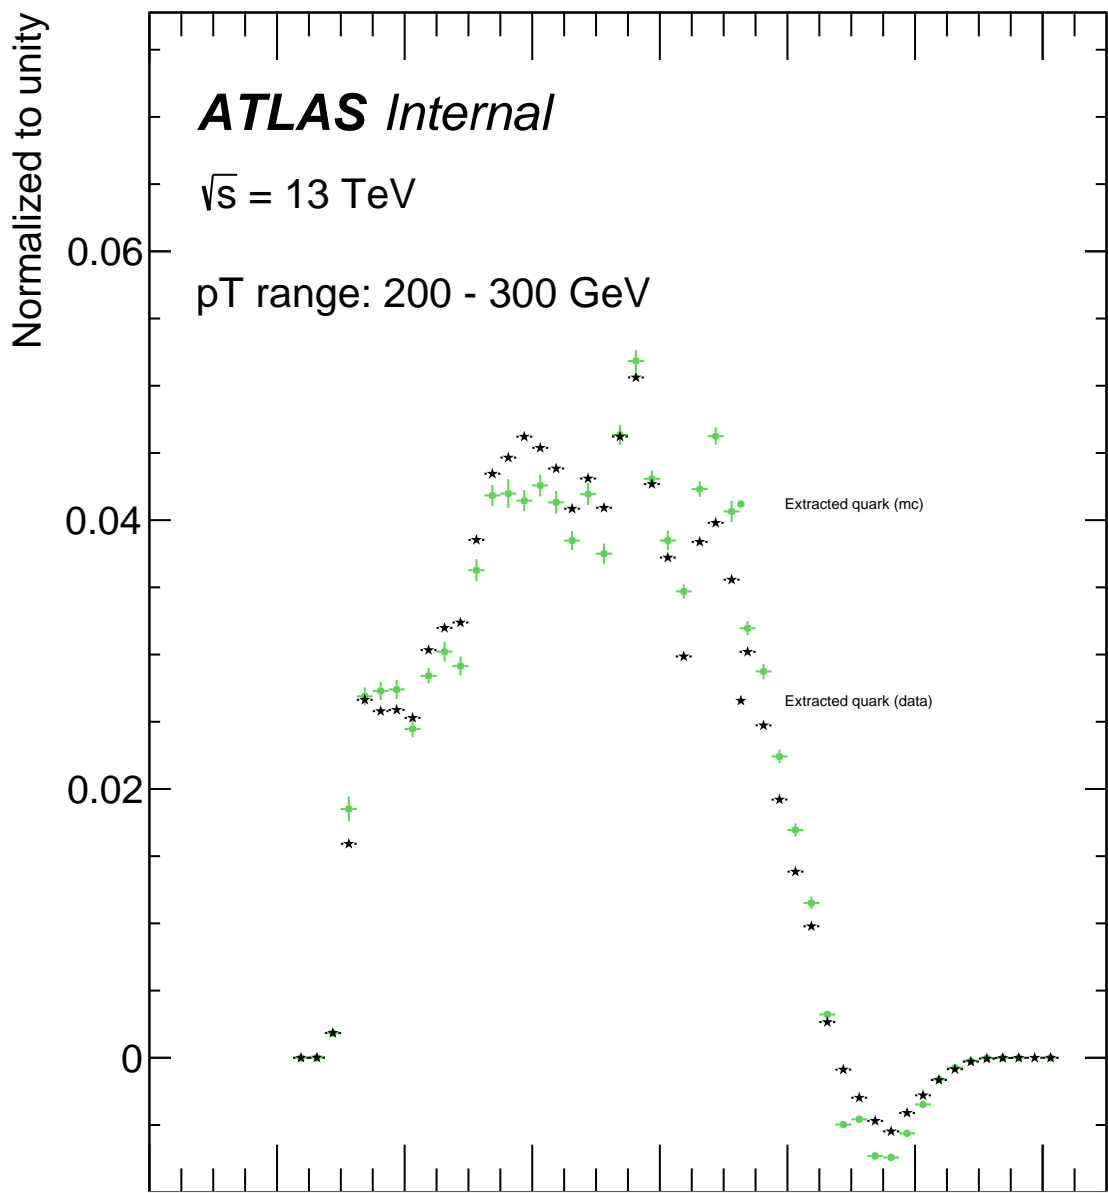 Normalized to unity
ATLAS Internal
√s = 13 TeV
0.06
pT range: 200 - 300 GeV
0.04
Extracted quark (mc)
Extracted quark (data)
0.02
0